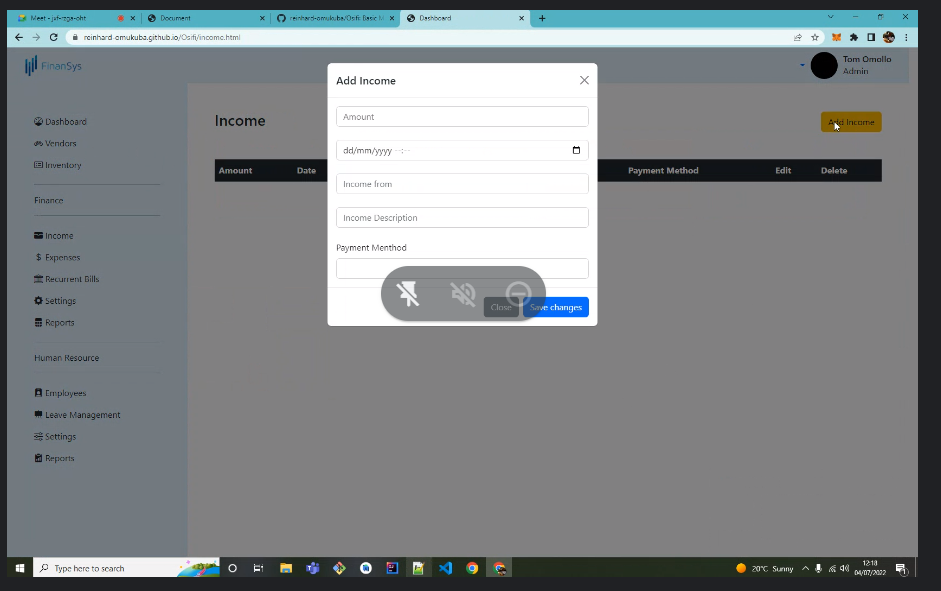 Meet - jxf-rzga-oht
Document
reinhard-omukuba/Osifi: Basic M
Dashboard
reinhard-omukuba.github.io/Osifi/income.html
FinanSys
Tom Omollo
Admin
Dashboard
Vendors
Inventory
Finance
Income
$ Expenses
Recurrent Bills
Settings
Reports
Human Resource
Employees
Leave Management
Settings
Reports
Income
Add Income
Amount
Date
Payment Method
Edit
Delete
Add Income
Amount
dd/mm/yyyy --:--
Income from
Income Description
Payment Menthod
Close
Save changes
Type here to search
20°C Sunny
12:18
04/07/2022